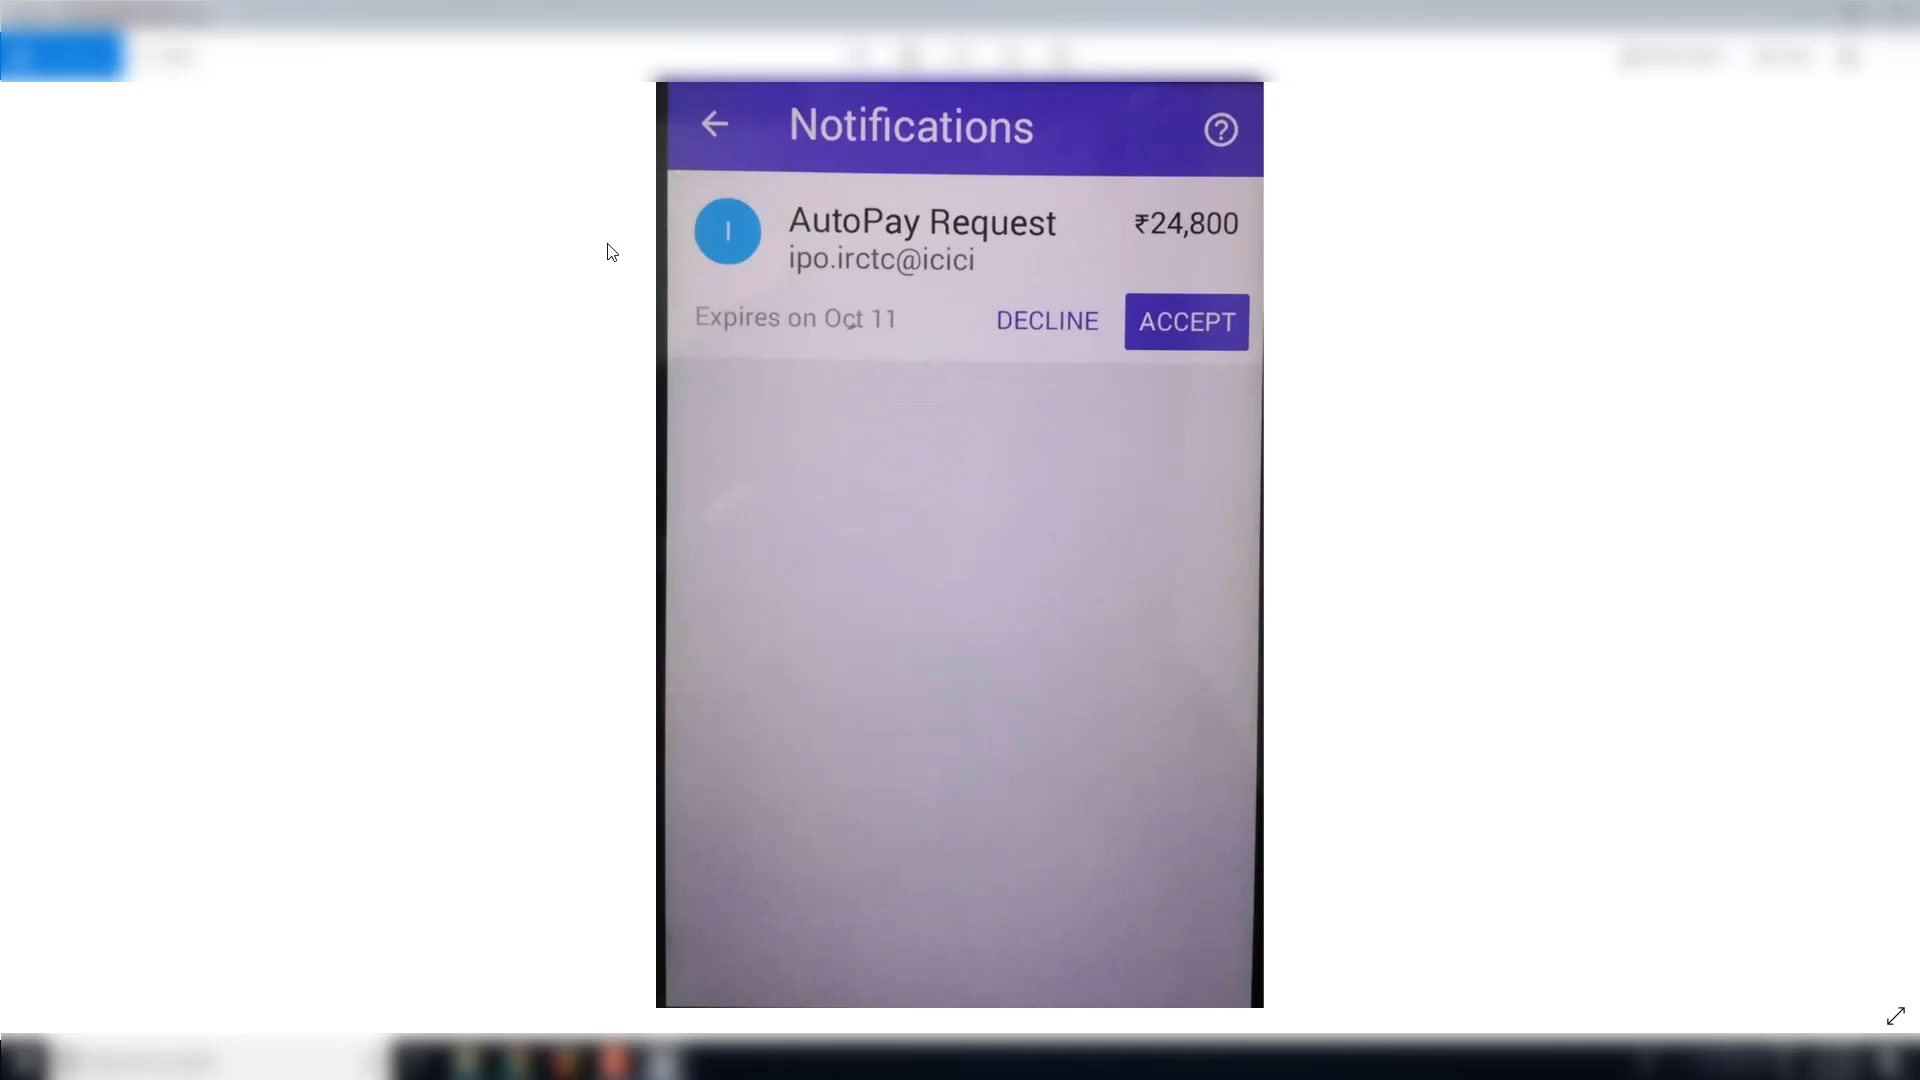 Notifications
AutoPay Request ₹24,800
ipo.irctc@icici
Expires on Oct 11 DECLINE ACCEPT